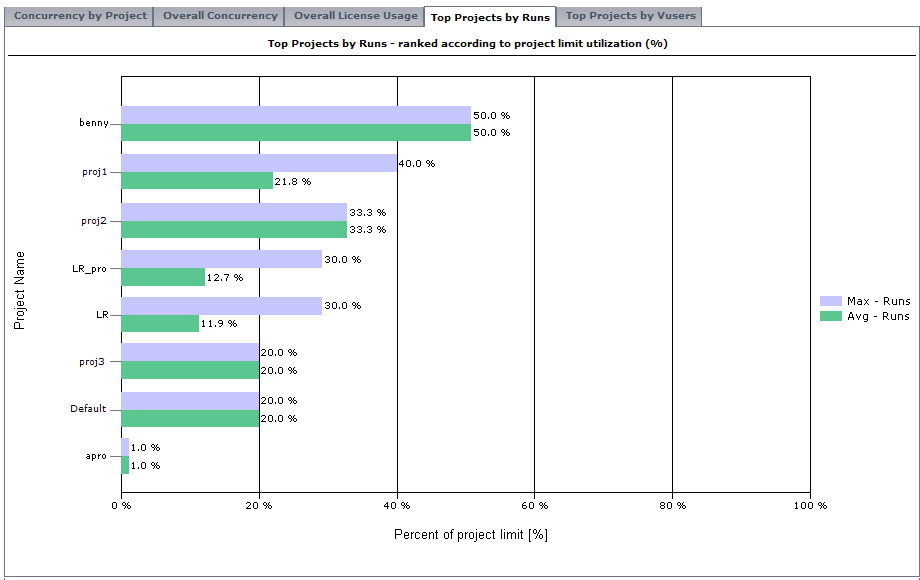 Concurrency by Project Overall Concurrency Overall License Usage Top Projects by Runs Top Projects by Vusers
Top Projects by Runs - ranked according to project limit utilization (%)
Project Name
benny 50.0 %
50.0 %
proj1 40.0 %
21.8 %
proj2 33.3 %
33.3 %
LR_pro 30.0 %
12.7 %
LR 30.0 %
11.9 %
proj3 20.0 %
20.0 %
Default 20.0 %
20.0 %
apro 1.0 %
1.0 %
0 % 20 % 40 % 60 % 80 % 100 %
Percent of project limit [%]
Max - Runs
Avg - Runs